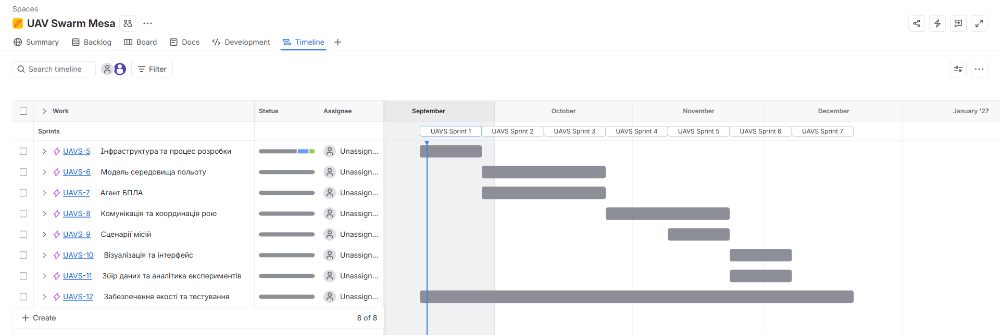 Spaces
UAV Swarm Mesa
Summary Backlog Board Docs Development Timeline
Search timeline Filter
Work Status Assignee September October November December January '27
Sprints UAVS Sprint 1 UAVS Sprint 2 UAVS Sprint 3 UAVS Sprint 4 UAVS Sprint 5 UAVS Sprint 6 UAVS Sprint 7
UAVS-5 Інфраструктура та процес розробки Unassign...
UAVS-6 Модель середовища польоту Unassign...
UAVS-7 Агент БПЛА Unassign...
UAVS-8 Комунікація та координація рою Unassign...
UAVS-9 Сценарії місій Unassign...
UAVS-10 Візуалізація та інтерфейс Unassign...
UAVS-11 Збір даних та аналітика експериментів Unassign...
UAVS-12 Забезпечення якості та тестування Unassign...
Create 8 of 8